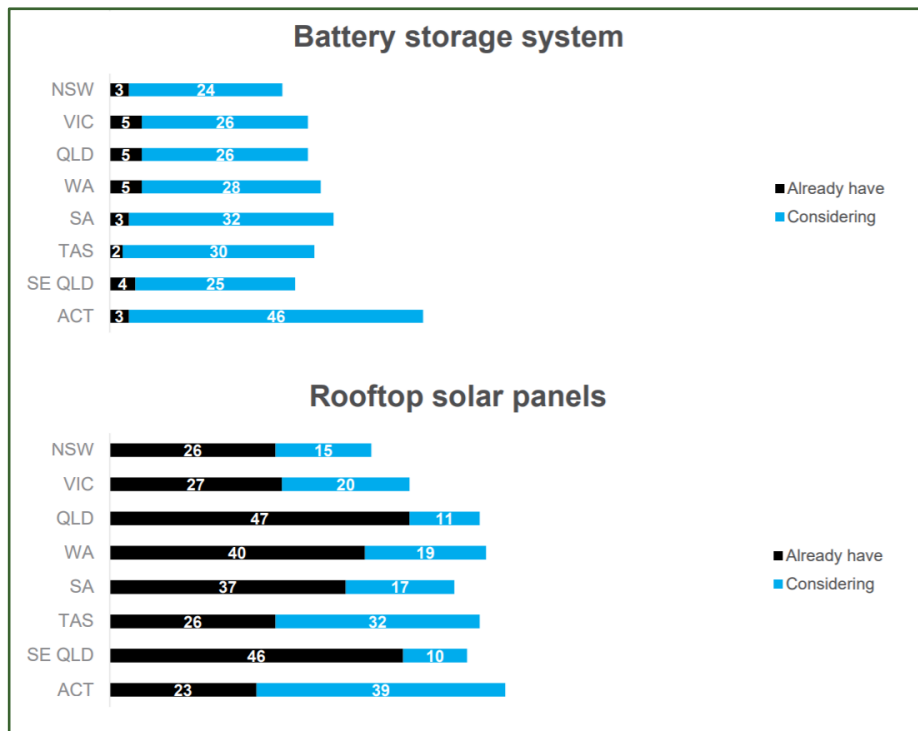 Battery storage system
NSW 3 24
VIC 5 26
QLD 5 26
WA 5 28
SA 3 32
TAS 2 30
SE QLD 4 25
ACT 3 46
Already have
Considering
Rooftop solar panels
NSW 26 15
VIC 27 20
QLD 47 11
WA 40 19
SA 37 17
TAS 26 32
SE QLD 46 10
ACT 23 39
Already have
Considering